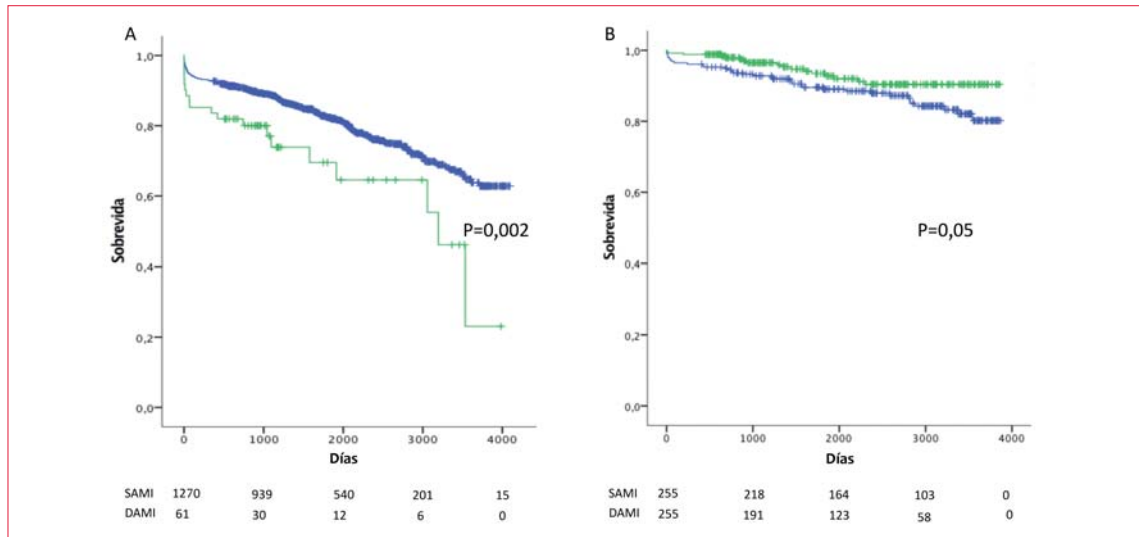 A
1,0
0,8
0,6
0,4
0,2
0,0
Sobrevida
P=0,002
0 1000 2000 3000 4000
Días
SAMI 1270 939 540 201 15
DAMI 61 30 12 6 0
B
1,0
0,8
0,6
0,4
0,2
0,0
Sobrevida
P=0,05
0 1000 2000 3000 4000
Días
SAMI 255 218 164 103 0
DAMI 255 191 123 58 0